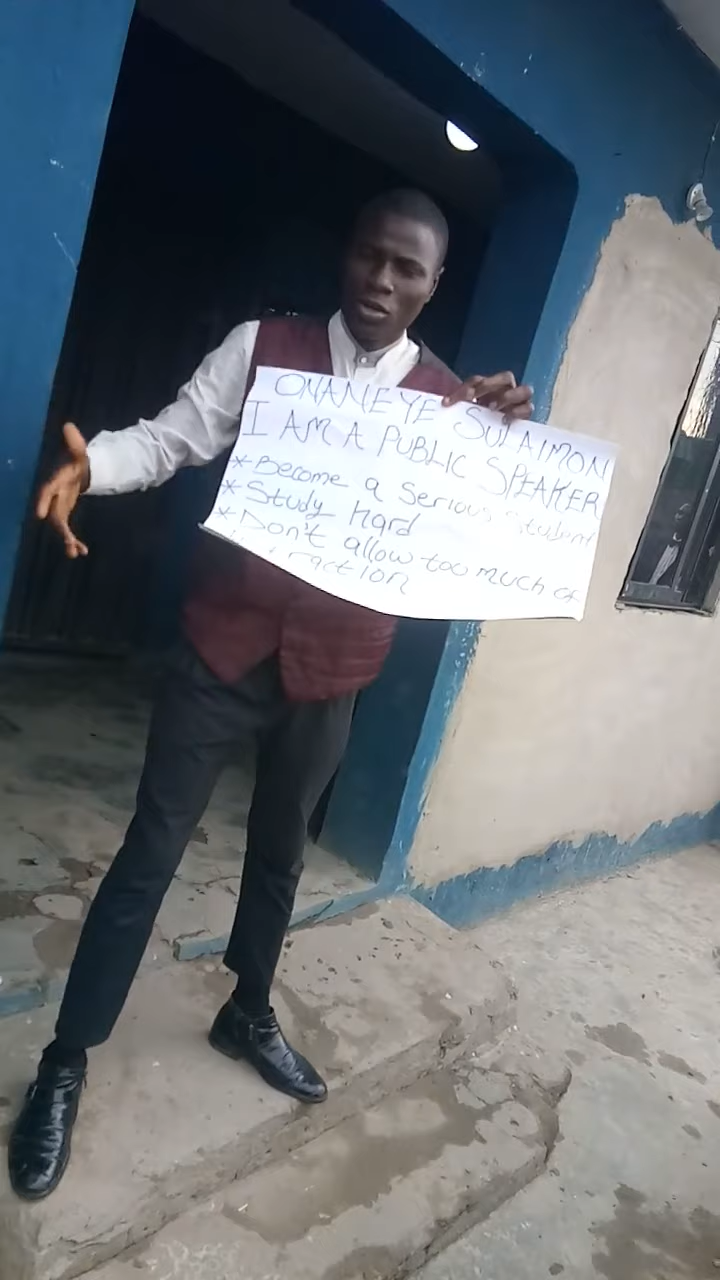 ONANEYE SULAIMON
I AM A PUBLIC SPEAKER
* Become a serious student
* Study Hard
* Don't allow too much of